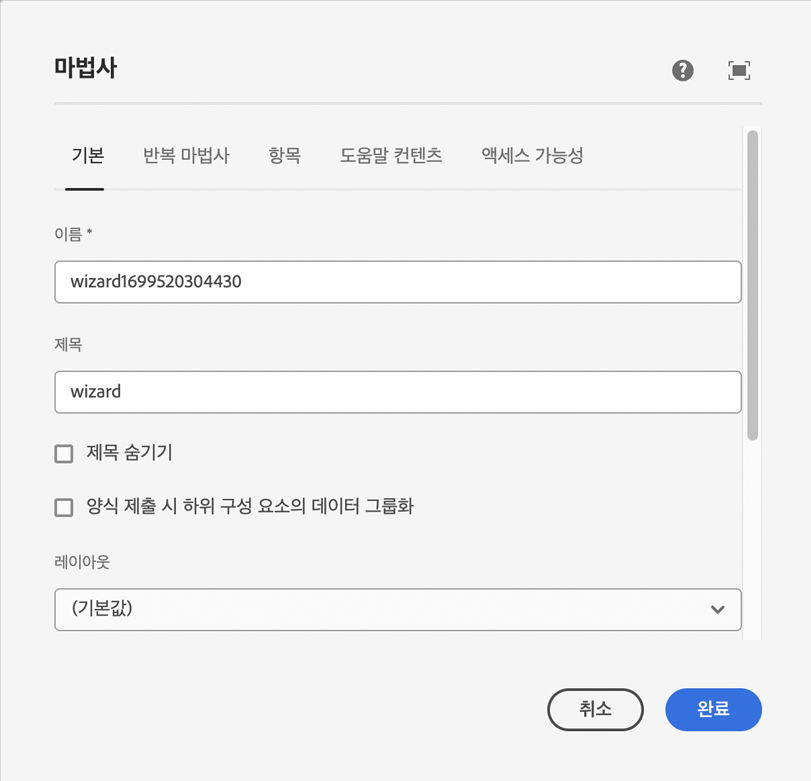 마법사
기본 반복 마법사 항목 도움말 컨텐츠 액세스 가능성
이름 *
wizard1699520304430
제목
wizard
제목 숨기기
양식 제출 시 하위 구성 요소의 데이터 그룹화
레이아웃
(기본값)
취소 완료